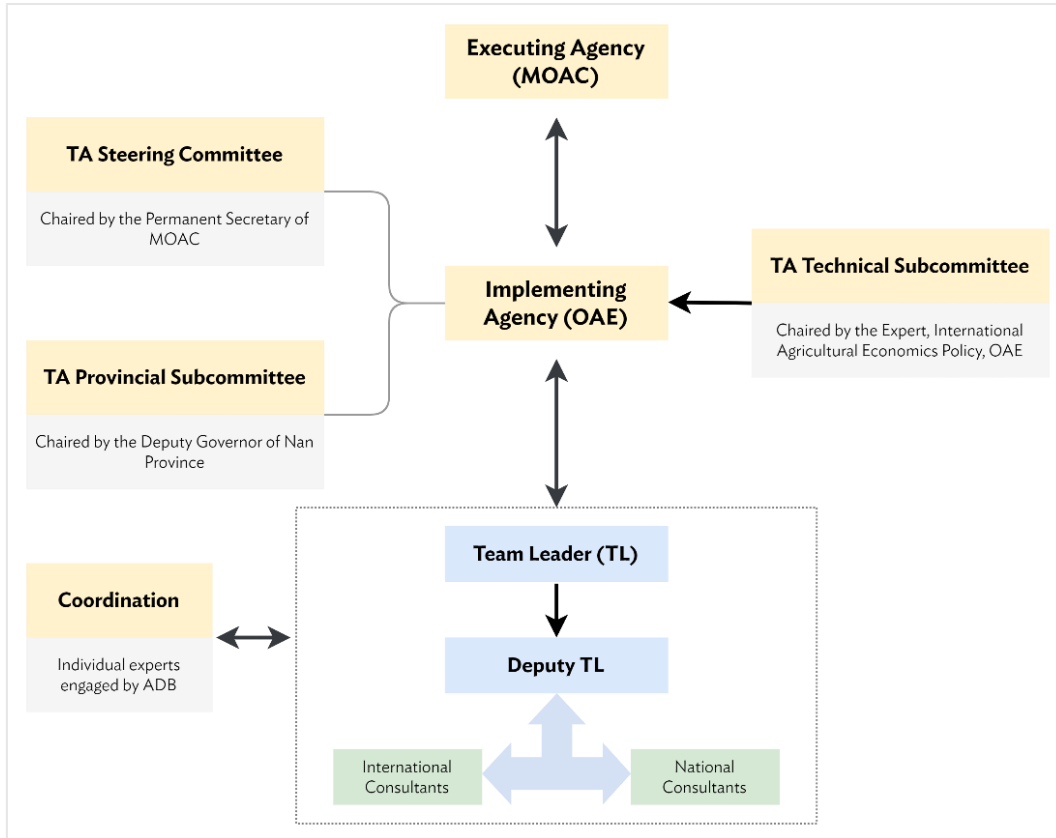 Executing Agency
(MOAC)
TA Steering Committee
Chaired by the Permanent Secretary of
MOAC
Implementing
Agency (OAE)
TA Technical Subcommittee
Chaired by the Expert, International
Agricultural Economics Policy, OAE
TA Provincial Subcommittee
Chaired by the Deputy Governor of Nan
Province
Team Leader (TL)
Coordination
Individual experts
engaged by ADB
Deputy TL
International
Consultants
National
Consultants